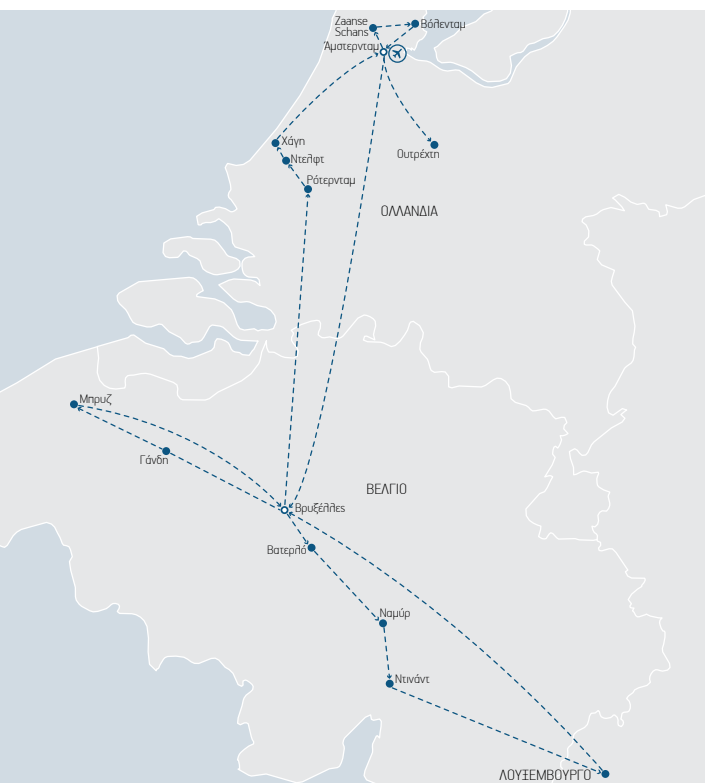 Zaanse
Schans
Βόλενταμ
Άμστερνταμ
Χάγη
Ντελφτ
Ουτρέχτη
Ρότερνταμ
ΟΛΛΑΝΔΙΑ
Μπρυζ
Γάνδη
ΒΕΛΓΙΟ
Βρυξέλλες
Βατερλό
Ναμύρ
Ντινάντ
ΛΟΥΞΕΜΒΟΥΡΓΟ